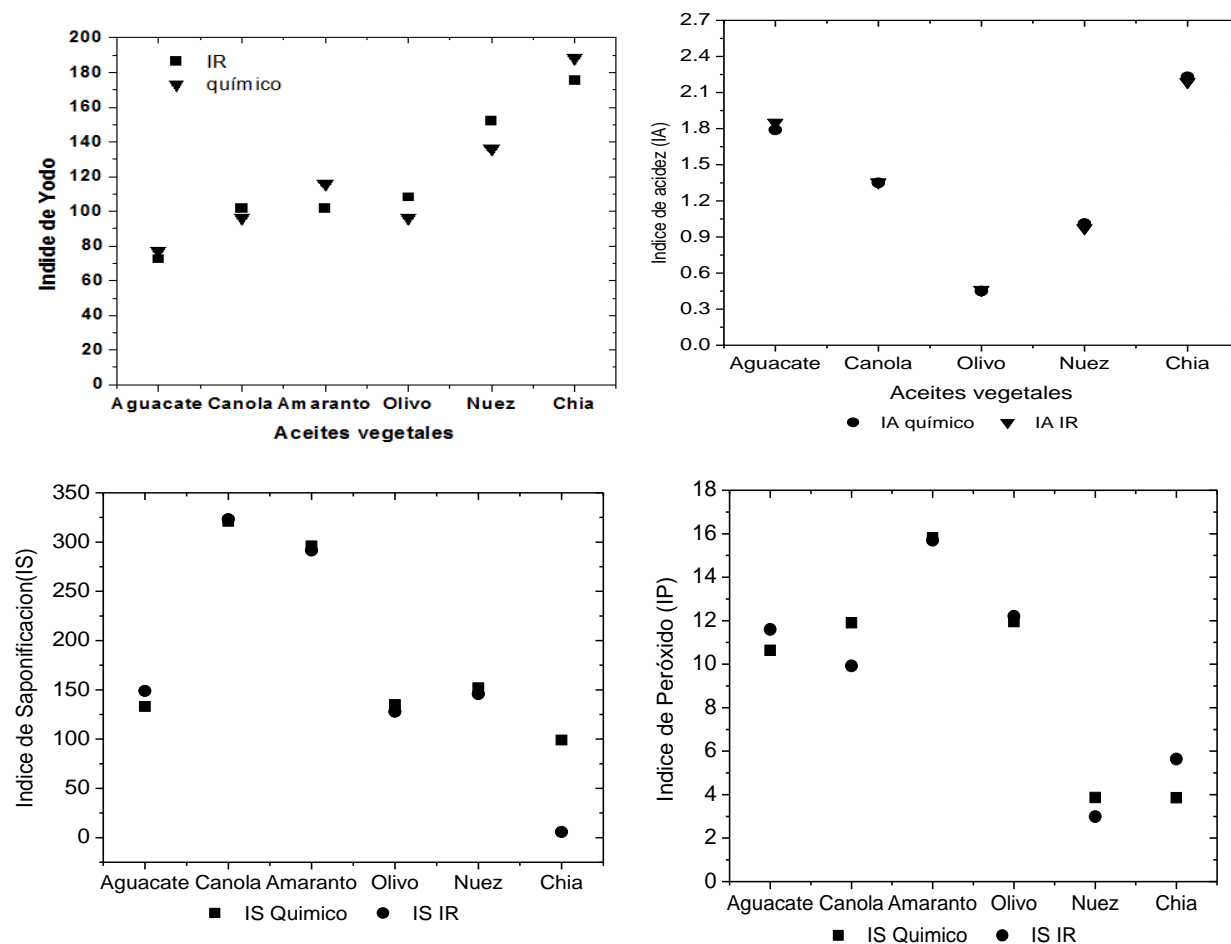 Indide de Yodo
200
180
160
140
120
100
80
60
40
20
0
IR
químico
Aguacate Canola Amaranto Olivo Nuez Chia
Aceites vegetales
Indice de acidez (IA)
2.7
2.4
2.1
1.8
1.5
1.2
0.9
0.6
0.3
0.0
Aguacate Canola Olivo Nuez Chia
Aceites vegetales
IA químico IA IR
Indice de Saponificacion(IS)
350
300
250
200
150
100
50
0
Aguacate Canola Amaranto Olivo Nuez Chia
IS Quimico IS IR
Indice de Peróxido (IP)
18
16
14
12
10
8
6
4
2
0
Aguacate Canola Amaranto Olivo Nuez Chia
IS Quimico IS IR